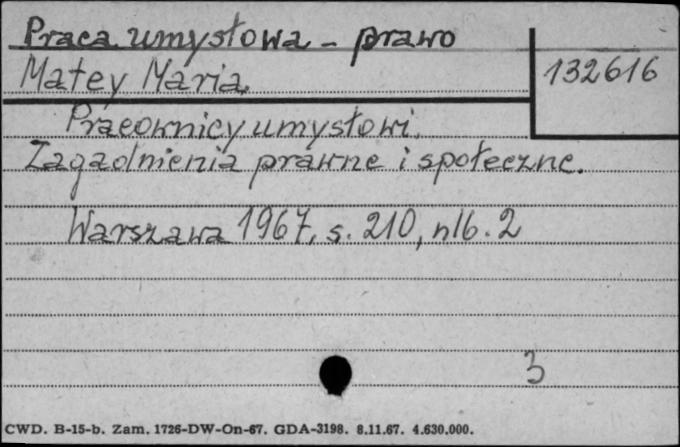 Praca umysłowa - prawo
Matey Maria
132616
Pracownicy umysłowi.
Zagadnienia prawne i społeczne.
Warszawa 1967, s. 210, nlb. 2
3
CWD. B-15-b. Zam. 1726-DW-On-67. GDA-3198. 8.11.67. 4.630.000.